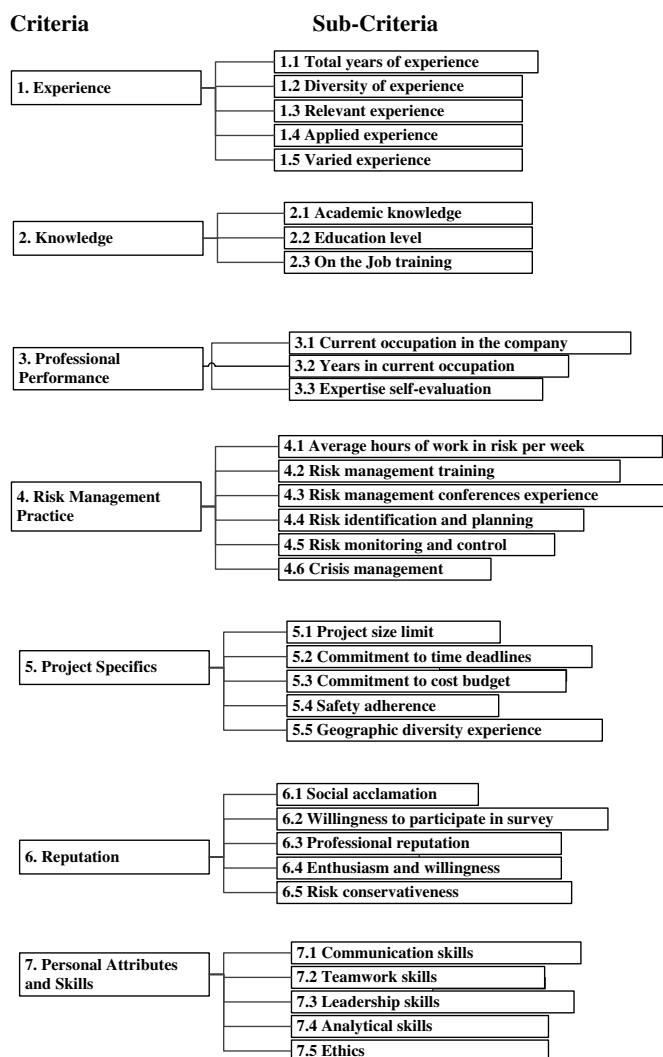 Criteria
Sub-Criteria
1. Experience
1.1 Total years of experience
1.2 Diversity of experience
1.3 Relevant experience
1.4 Applied experience
1.5 Varied experience
2. Knowledge
2.1 Academic knowledge
2.2 Education level
2.3 On the Job training
3. Professional
Performance
3.1 Current occupation in the company
3.2 Years in current occupation
3.3 Expertise self-evaluation
4. Risk Management
Practice
4.1 Average hours of work in risk per week
4.2 Risk management training
4.3 Risk management conferences experience
4.4 Risk identification and planning
4.5 Risk monitoring and control
4.6 Crisis management
5. Project Specifics
5.1 Project size limit
5.2 Commitment to time deadlines
5.3 Commitment to cost budget
5.4 Safety adherence
5.5 Geographic diversity experience
6. Reputation
6.1 Social acclamation
6.2 Willingness to participate in survey
6.3 Professional reputation
6.4 Enthusiasm and willingness
6.5 Risk conservativeness
7. Personal Attributes
and Skills
7.1 Communication skills
7.2 Teamwork skills
7.3 Leadership skills
7.4 Analytical skills
7.5 Ethics